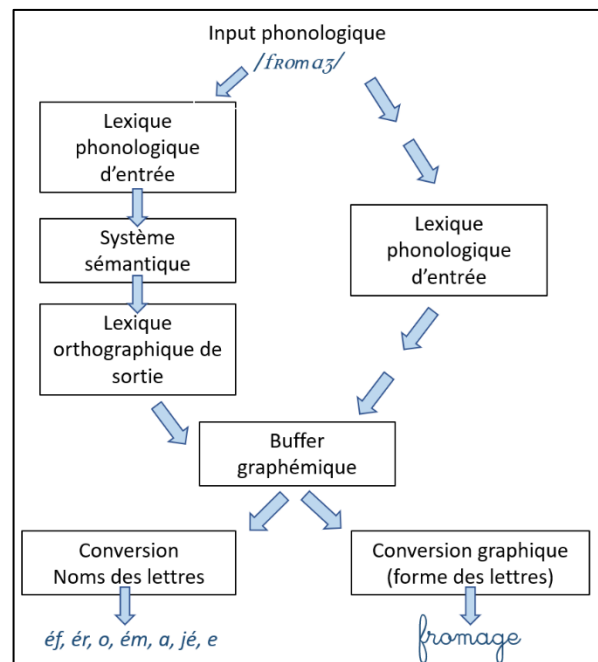 Input phonologique
/fʀomaʒ/
Lexique
phonologique
d’entrée
Système
sémantique
Lexique
orthographique de
sortie
Lexique
phonologique
d’entrée
Buffer
graphémique
Conversion
Noms des lettres
éf, ér, o, ém, a, jé, e
Conversion graphique
(forme des lettres)
fromage